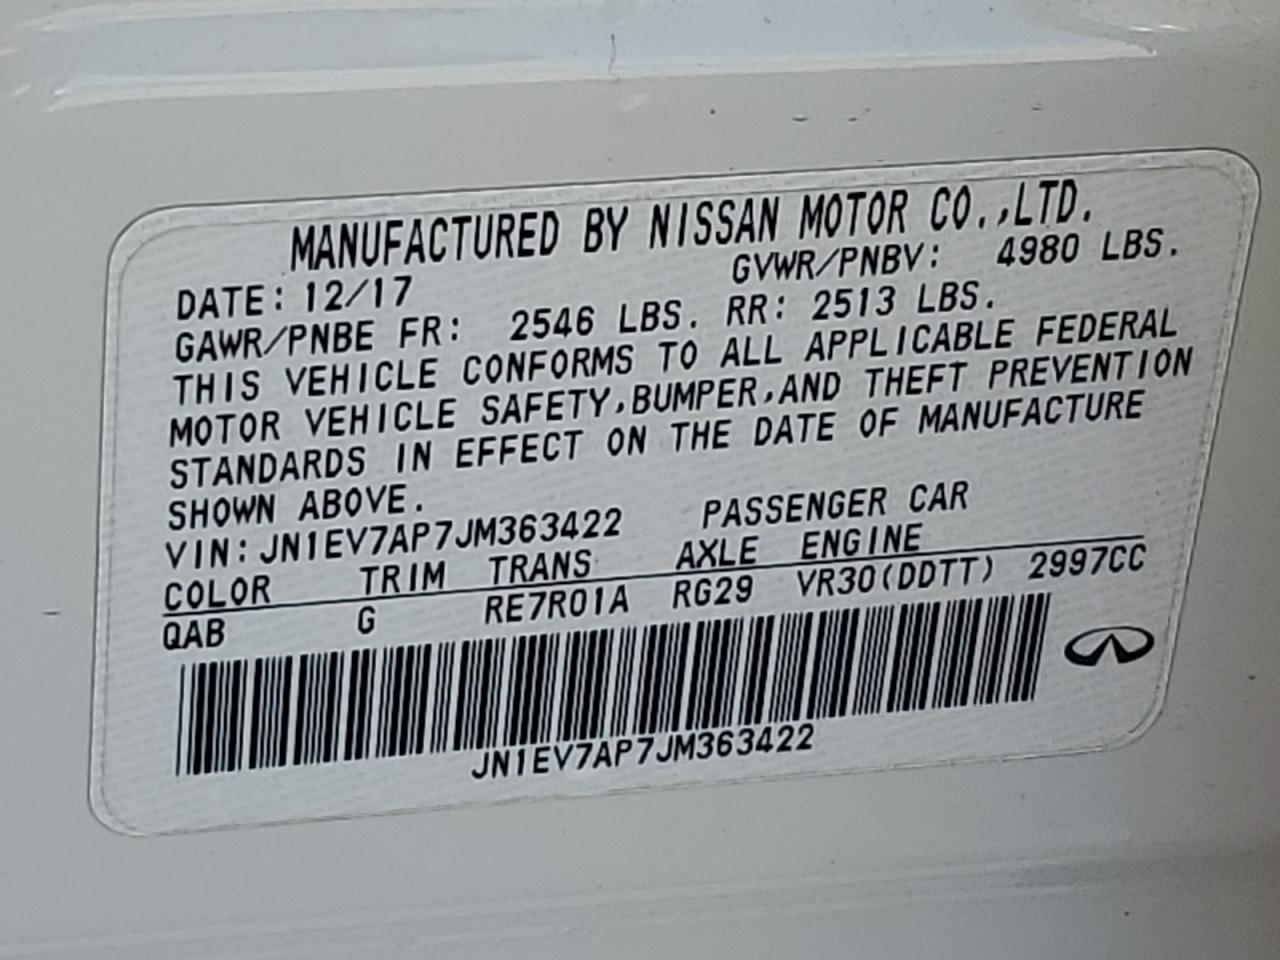 MANUFACTURED BY NISSAN MOTOR CO.,LTD.
DATE: 12/17 GVWR/PNBV: 4980 LBS.
GAWR/PNBE FR: 2546 LBS. RR: 2513 LBS.
THIS VEHICLE CONFORMS TO ALL APPLICABLE FEDERAL
MOTOR VEHICLE SAFETY,BUMPER,AND THEFT PREVENTION
STANDARDS IN EFFECT ON THE DATE OF MANUFACTURE
SHOWN ABOVE.
VIN: JN1EV7AP7JM363422 PASSENGER CAR
COLOR TRIM TRANS AXLE ENGINE
QAB G RE7R01A RG29 VR30(DDTT) 2997CC
JN1EV7AP7JM363422